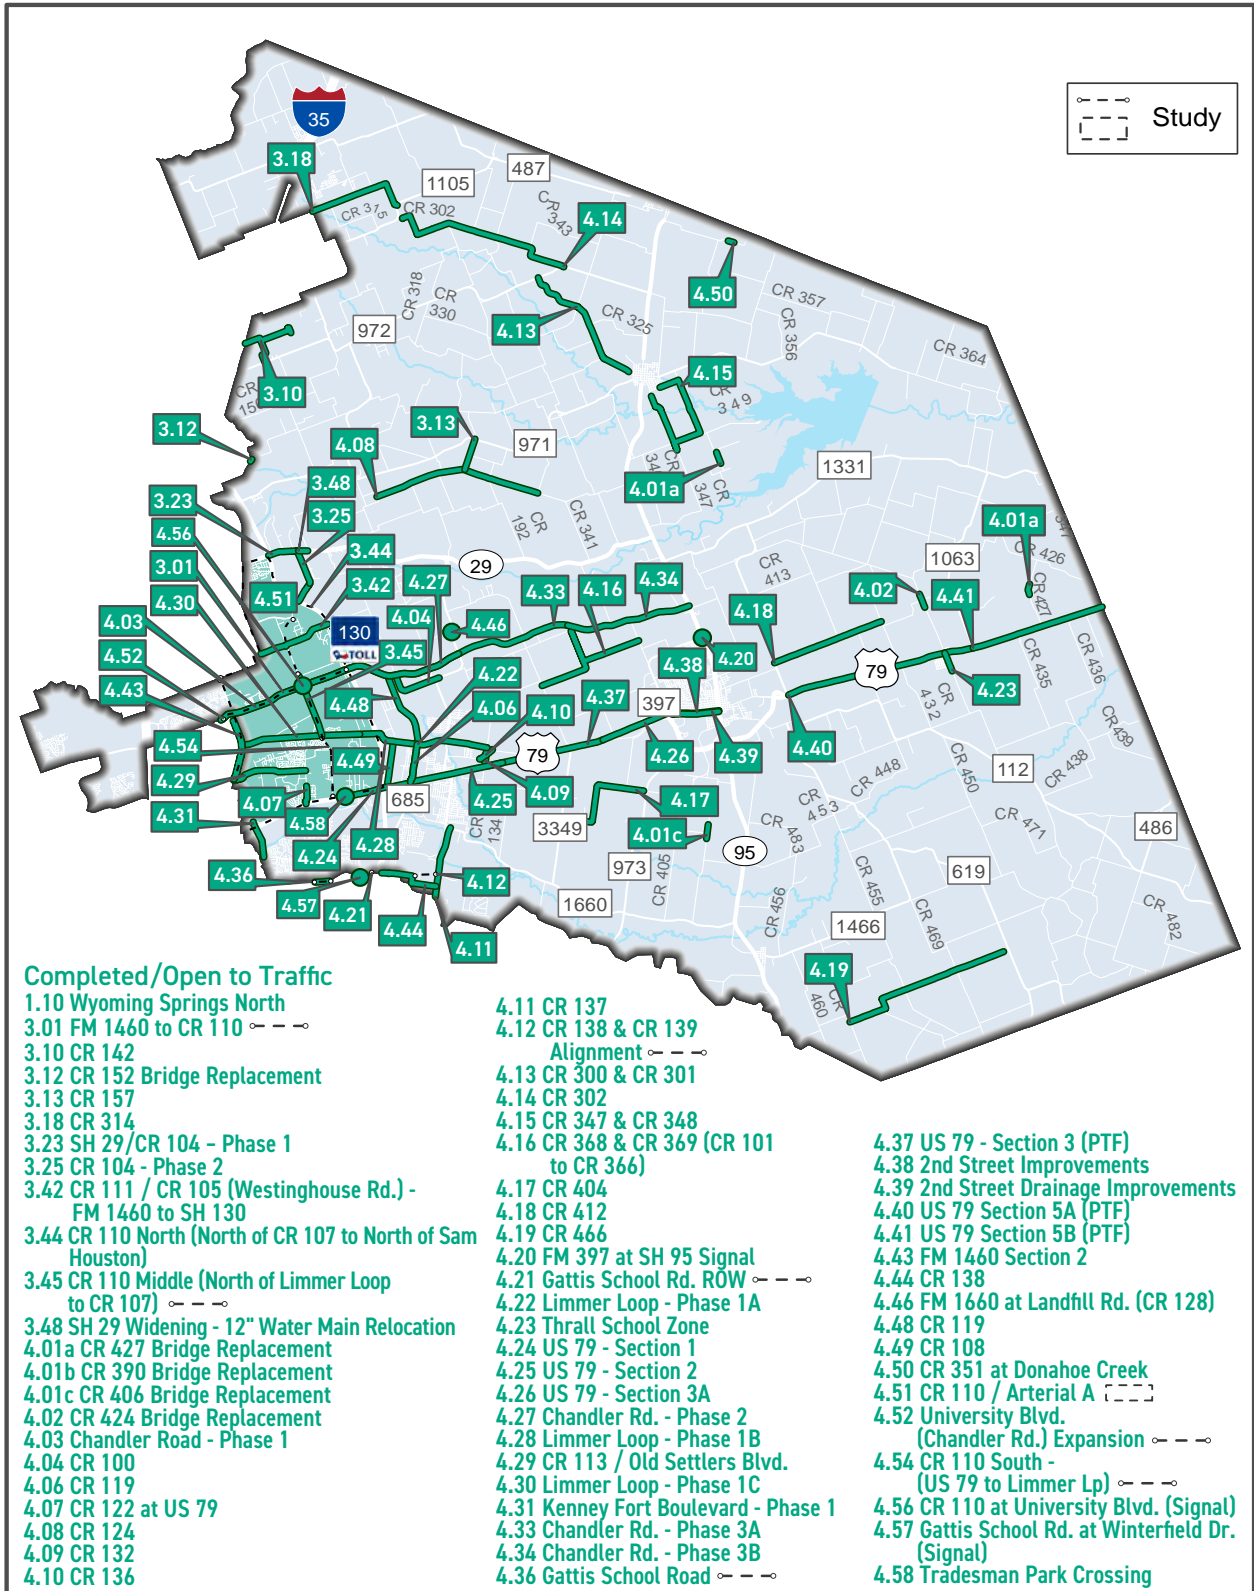 Study
35
3.18
1105
487
CR 315
CR 302
CR 343
4.14
4.50
CR 318
CR 330
CR 357
972
4.13
CR 325
CR 356
CR 364
3.10
CR 150
4.15
CR 349
3.12
3.13
4.08
971
CR 347
4.01a
1331
3.48
3.23
3.25
CR 192
CR 341
4.01a
4.56
3.44
1063
CR 426
3.01
29
CR 413
3.42
4.51
4.27
4.33
4.16
4.34
4.02
CR 427
4.30
4.41
4.03
4.04
4.18
130
TOLL
4.46
4.52
3.45
4.20
4.38
79
CR 435
CR 436
4.43
4.22
4.23
4.48
397
CR 432
4.06
4.10
4.37
CR 439
4.54
79
4.26
4.39
4.40
4.49
CR 450
112
CR 438
4.29
4.09
CR 448
4.07
685
4.25
4.17
CR 453
4.31
4.58
CR 134
3349
4.01c
CR 483
CR 471
486
4.24
4.28
95
4.36
4.12
973
CR 405
619
4.57
4.21
4.44
1660
CR 456
CR 455
CR 482
4.11
1466
CR 469
4.19
CR 460
Completed/Open to Traffic
1.10 Wyoming Springs North
3.01 FM 1460 to CR 110
3.10 CR 142
3.12 CR 152 Bridge Replacement
3.13 CR 157
3.18 CR 314
3.23 SH 29/CR 104 – Phase 1
3.25 CR 104 - Phase 2
3.42 CR 111 / CR 105 (Westinghouse Rd.) -
FM 1460 to SH 130
3.44 CR 110 North (North of CR 107 to North of Sam
Houston)
3.45 CR 110 Middle (North of Limmer Loop
to CR 107)
3.48 SH 29 Widening - 12" Water Main Relocation
4.01a CR 427 Bridge Replacement
4.01b CR 390 Bridge Replacement
4.01c CR 406 Bridge Replacement
4.02 CR 424 Bridge Replacement
4.03 Chandler Road - Phase 1
4.04 CR 100
4.06 CR 119
4.07 CR 122 at US 79
4.08 CR 124
4.09 CR 132
4.10 CR 136
4.11 CR 137
4.12 CR 138 & CR 139
Alignment
4.13 CR 300 & CR 301
4.14 CR 302
4.15 CR 347 & CR 348
4.16 CR 368 & CR 369 (CR 101
to CR 366)
4.17 CR 404
4.18 CR 412
4.19 CR 466
4.20 FM 397 at SH 95 Signal
4.21 Gattis School Rd. ROW
4.22 Limmer Loop - Phase 1A
4.23 Thrall School Zone
4.24 US 79 - Section 1
4.25 US 79 - Section 2
4.26 US 79 - Section 3A
4.27 Chandler Rd. - Phase 2
4.28 Limmer Loop - Phase 1B
4.29 CR 113 / Old Settlers Blvd.
4.30 Limmer Loop - Phase 1C
4.31 Kenney Fort Boulevard - Phase 1
4.33 Chandler Rd. - Phase 3A
4.34 Chandler Rd. - Phase 3B
4.36 Gattis School Road
4.37 US 79 - Section 3 (PTF)
4.38 2nd Street Improvements
4.39 2nd Street Drainage Improvements
4.40 US 79 Section 5A (PTF)
4.41 US 79 Section 5B (PTF)
4.43 FM 1460 Section 2
4.44 CR 138
4.46 FM 1660 at Landfill Rd. (CR 128)
4.48 CR 119
4.49 CR 108
4.50 CR 351 at Donahoe Creek
4.51 CR 110 / Arterial A
4.52 University Blvd.
(Chandler Rd.) Expansion
4.54 CR 110 South -
(US 79 to Limmer Lp)
4.56 CR 110 at University Blvd. (Signal)
4.57 Gattis School Rd. at Winterfield Dr.
(Signal)
4.58 Tradesman Park Crossing